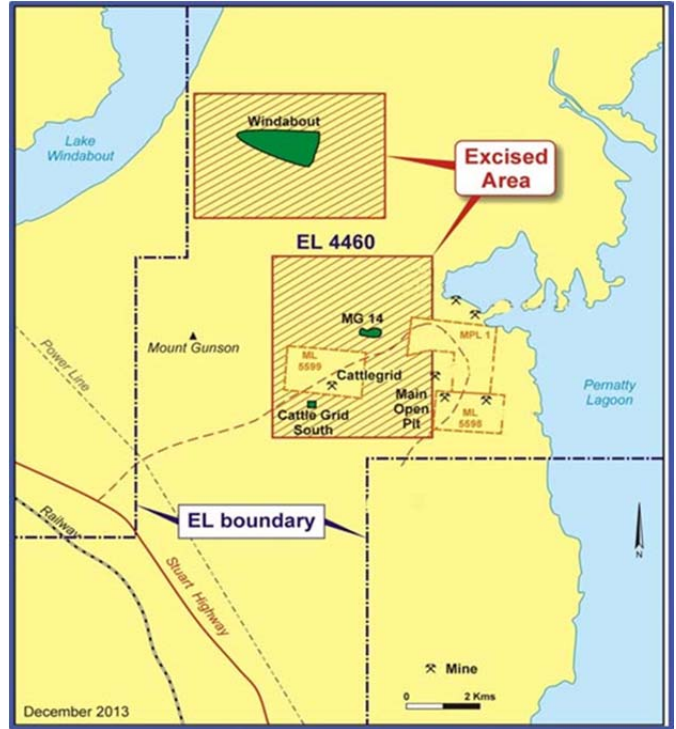 Lake
Windabout
Windabout
Excised
Area
EL 4460
MG 14
MPL 1
Mount Gunson
Power Line
ML
5599
Cattlegrid
Pernatty
Lagoon
Cattle Grid
South
Main
Open
Pit
ML
5598
EL boundary
Railway
Stuart Highway
N
Mine
0 2 Kms
December 2013